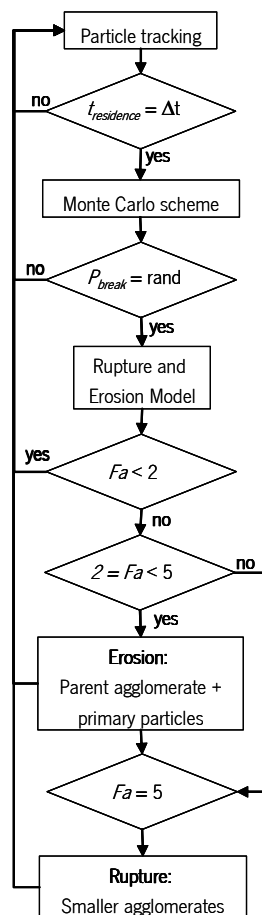 Particle tracking
no
t_residence = Δt
yes
Monte Carlo scheme
no
P_break = rand
yes
Rupture and
Erosion Model
yes
Fa < 2
no
no
2 = Fa < 5
yes
Erosion:
Parent agglomerate +
primary particles
Fa = 5
Rupture:
Smaller agglomerates